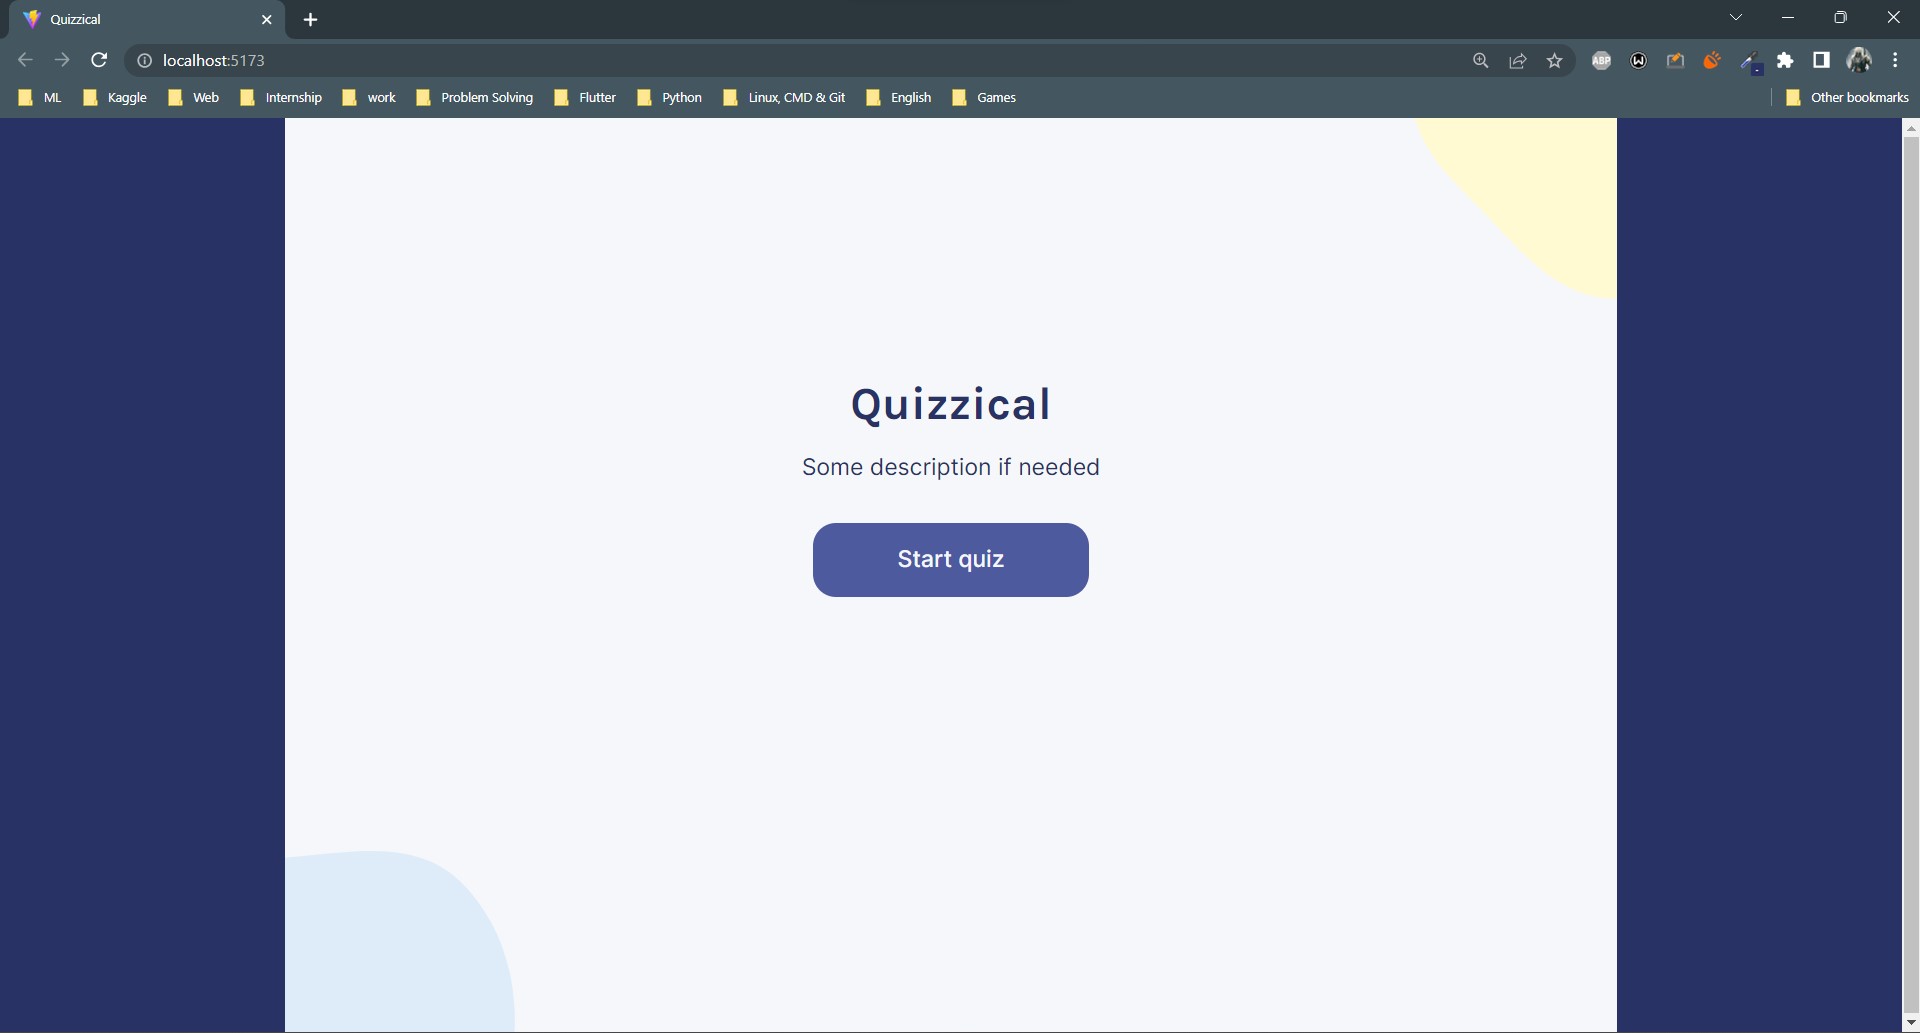 Quizzical
localhost:5173
ABP
W
ML
Kaggle
Web
Internship
work
Problem Solving
Flutter
Python
Linux, CMD & Git
English
Games
Other bookmarks
Quizzical
Some description if needed
Start quiz